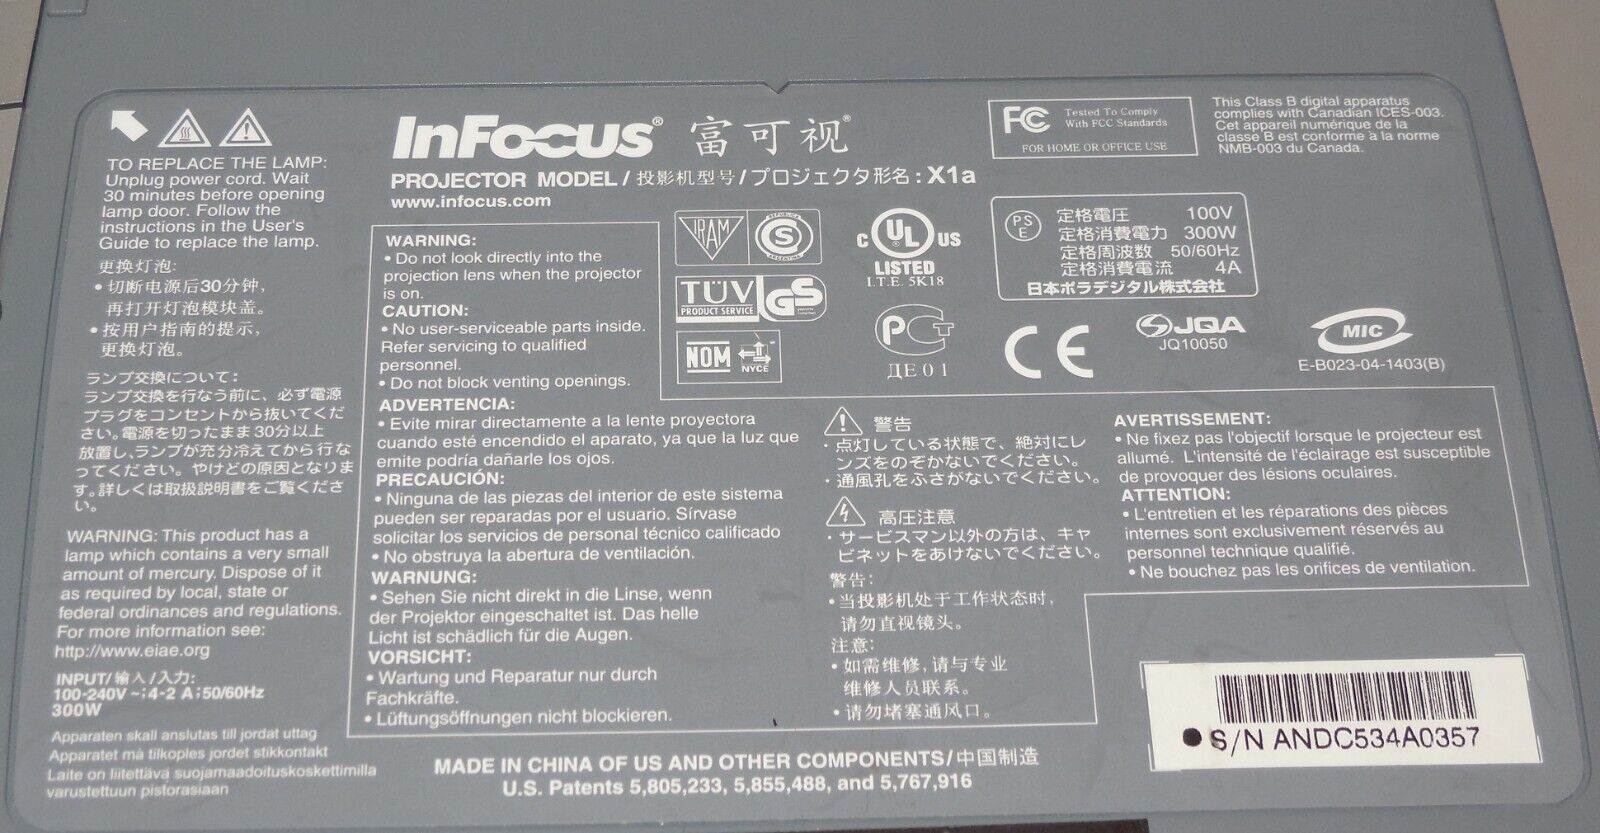 TO REPLACE THE LAMP:
Unplug power cord. Wait
30 minutes before opening
lamp door. Follow the
instructions in the User's
Guide to replace the lamp.
更换灯泡:
• 切断电源后30分钟,
再打开灯泡模块盖。
• 按用户指南的提示,
更换灯泡。
ランプ交換について:
ランプ交換を行なう前に、必ず電源
プラグをコンセントから抜いてくだ
さい。電源を切ったまま30分以上
放置し、ランプが充分冷えてから行な
ってください。やけどの原因となりま
す。詳しくは取扱説明書をご覧くださ
い。
WARNING: This product has a
lamp which contains a very small
amount of mercury. Dispose of it
as required by local, state or
federal ordinances and regulations.
For more information see:
http://www.eiae.org
INPUT/输入/入力:
100-240V ~:4-2 A:50/60Hz
300W
Apparaten skall anslutas till jordat uttag
Apparatet må tilkoples jordet stikkontakt
Laite on liitettävä suojamaadoituskoskettimilla
varustettuun pistorasiaan
InFocus® 富可视®
PROJECTOR MODEL/投影机型号/プロジェクタ形名: X1a
www.infocus.com
FC Tested To Comply
With FCC Standards
FOR HOME OR OFFICE USE
This Class B digital apparatus
complies with Canadian ICES-003.
Cet appareil numérique de la
classe B est conforme à la norme
NMB-003 du Canada.
WARNING:
• Do not look directly into the
projection lens when the projector
is on.
CAUTION:
• No user-serviceable parts inside.
Refer servicing to qualified
personnel.
• Do not block venting openings.
ADVERTENCIA:
• Evite mirar directamente a la lente proyectora
cuando esté encendido el aparato, ya que la luz que
emite podría dañarle los ojos.
PRECAUCIÓN:
• Ninguna de las piezas del interior de este sistema
pueden ser reparadas por el usuario. Sírvase
solicitar los servicios de personal técnico calificado
• No obstruya la abertura de ventilación.
WARNUNG:
• Sehen Sie nicht direkt in die Linse, wenn
der Projektor eingeschaltet ist. Das helle
Licht ist schädlich für die Augen.
VORSICHT:
• Wartung und Reparatur nur durch
Fachkräfte.
• Lüftungsöffnungen nicht blockieren.
IRAM REPUBLICA S ARGENTINA
TÜV
PRODUCT SERVICE
GS
NOM NYCE
C UL US
LISTED
I.T.E. 5K18
РСТ
ДЕ01
PS
E
定格電圧 100V
定格消費電力 300W
定格周波数 50/60Hz
定格消費電流 4A
日本ポラデジタル株式会社
CE
JQA
JQ10050
MIC
E-B023-04-1403(B)
警告
・点灯している状態で、絶対にレ
ンズをのぞかないでください。
・通風孔をふさがないでください。
高圧注意
・サービスマン以外の方は、キャ
ビネットをあけないでください。
警告:
• 当投影机处于工作状态时,
请勿直视镜头。
注意:
• 如需维修,请与专业
维修人员联系。
• 请勿堵塞通风口。
AVERTISSEMENT:
• Ne fixez pas l'objectif lorsque le projecteur est
allumé. L'intensité de l'éclairage est susceptible
de provoquer des lésions oculaires.
ATTENTION:
• L'entretien et les réparations des pièces
internes sont exclusivement réservés au
personnel technique qualifié.
• Ne bouchez pas les orifices de ventilation.
S/N ANDC534A0357
MADE IN CHINA OF US AND OTHER COMPONENTS/中国制造
U.S. Patents 5,805,233, 5,855,488, and 5,767,916